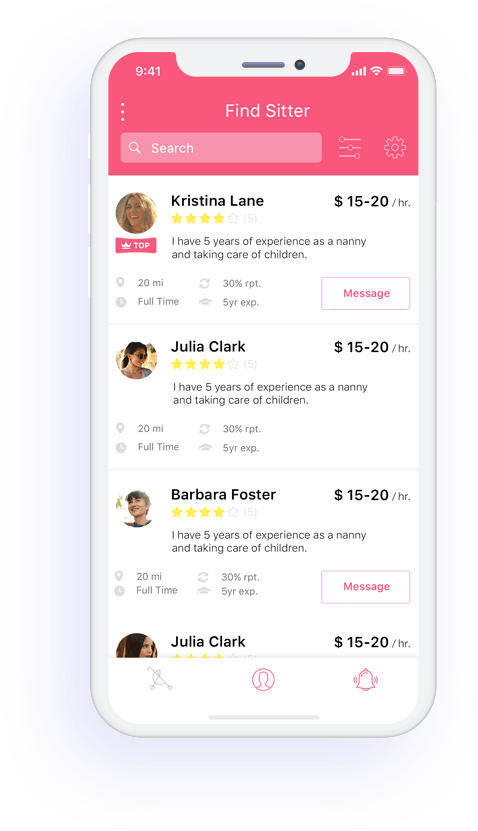 9:41
Find Sitter
Search
Kristina Lane
$ 15-20 / hr.
(5)
TOP
I have 5 years of experience as a nanny
and taking care of children.
20 mi
30% rpt.
Full Time
5yr exp.
Message
Julia Clark
$ 15-20 / hr.
(5)
I have 5 years of experience as a nanny
and taking care of children.
20 mi
30% rpt.
Full Time
5yr exp.
Barbara Foster
$ 15-20 / hr.
(5)
I have 5 years of experience as a nanny
and taking care of children.
20 mi
30% rpt.
Full Time
5yr exp.
Message
Julia Clark
$ 15-20 / hr.
(5)